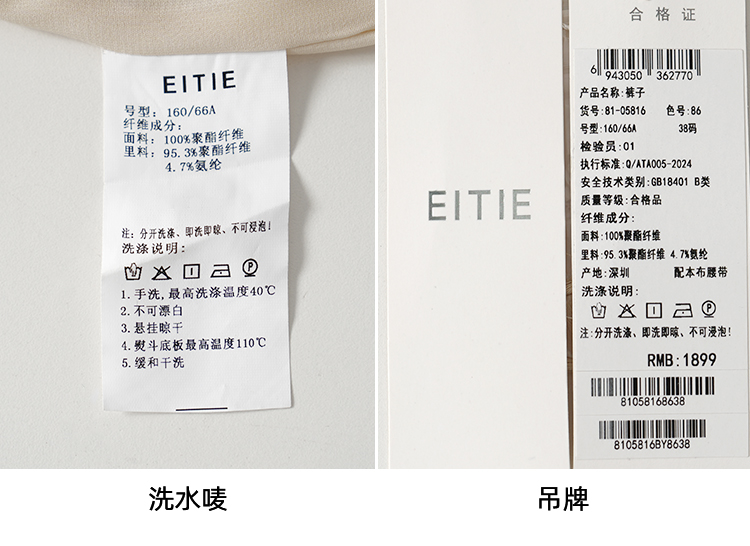 EITIE
号型: 160/66A
纤维成分:
面料: 100%聚酯纤维
里料: 95.3%聚酯纤维
4.7%氨纶
注: 分开洗涤、即洗即晾、不可浸泡!
洗涤说明:
1.手洗,最高洗涤温度40℃
2.不可漂白
3.悬挂晾干
4.熨斗底板最高温度110℃
5.缓和干洗
洗水唛
EITIE
合格证
6 943050 362770
产品名称:裤子
货号:81-05816 色号:86
号型:160/66A 38码
检验员:01
执行标准:Q/ATA005-2024
安全技术类别:GB18401 B类
质量等级:合格品
纤维成分:
面料:100%聚酯纤维
里料:95.3%聚酯纤维 4.7%氨纶
产地:深圳 配本布腰带
洗涤说明:
注:分开洗涤、即洗即晾、不可浸泡!
RMB:1899
81058168638
8105816BY8638
吊牌